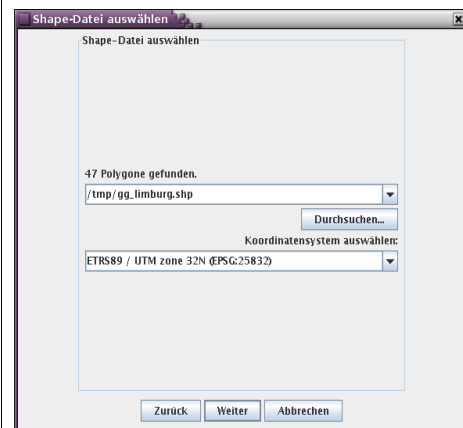 Shape-Datei auswählen
Shape-Datei auswählen
47 Polygone gefunden.
/tmp/gg_limburg.shp
Durchsuchen...
Koordinatensystem auswählen:
ETRS89 / UTM zone 32N (EPSG:25832)
Zurück Weiter Abbrechen